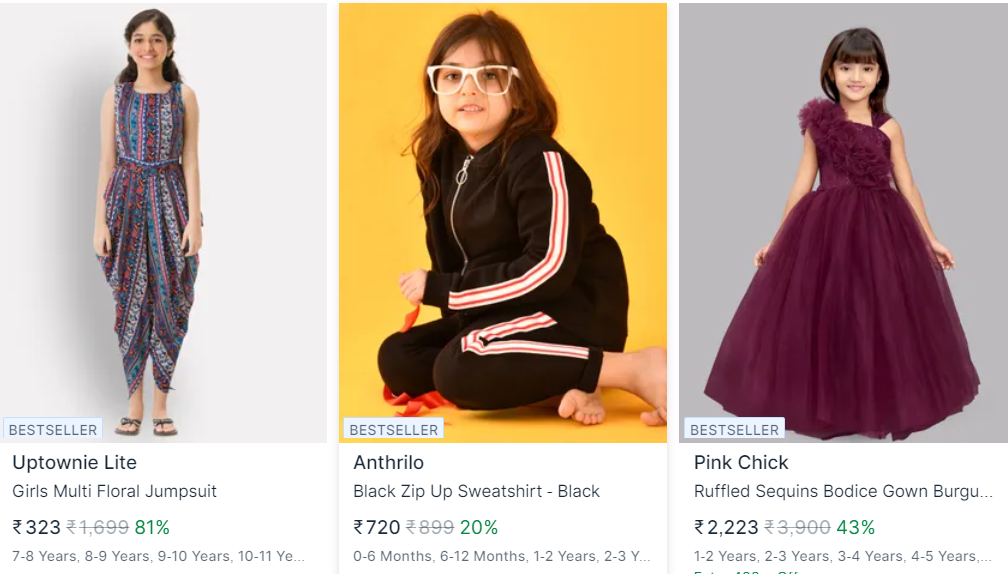 BESTSELLER
Uptownie Lite
Girls Multi Floral Jumpsuit
₹323 ₹1,699 81%
7-8 Years, 8-9 Years, 9-10 Years, 10-11 Ye...
BESTSELLER
Anthrilo
Black Zip Up Sweatshirt - Black
₹720 ₹899 20%
0-6 Months, 6-12 Months, 1-2 Years, 2-3 Y...
BESTSELLER
Pink Chick
Ruffled Sequins Bodice Gown Burgu...
₹2,223 ₹3,900 43%
1-2 Years, 2-3 Years, 3-4 Years, 4-5 Years,...